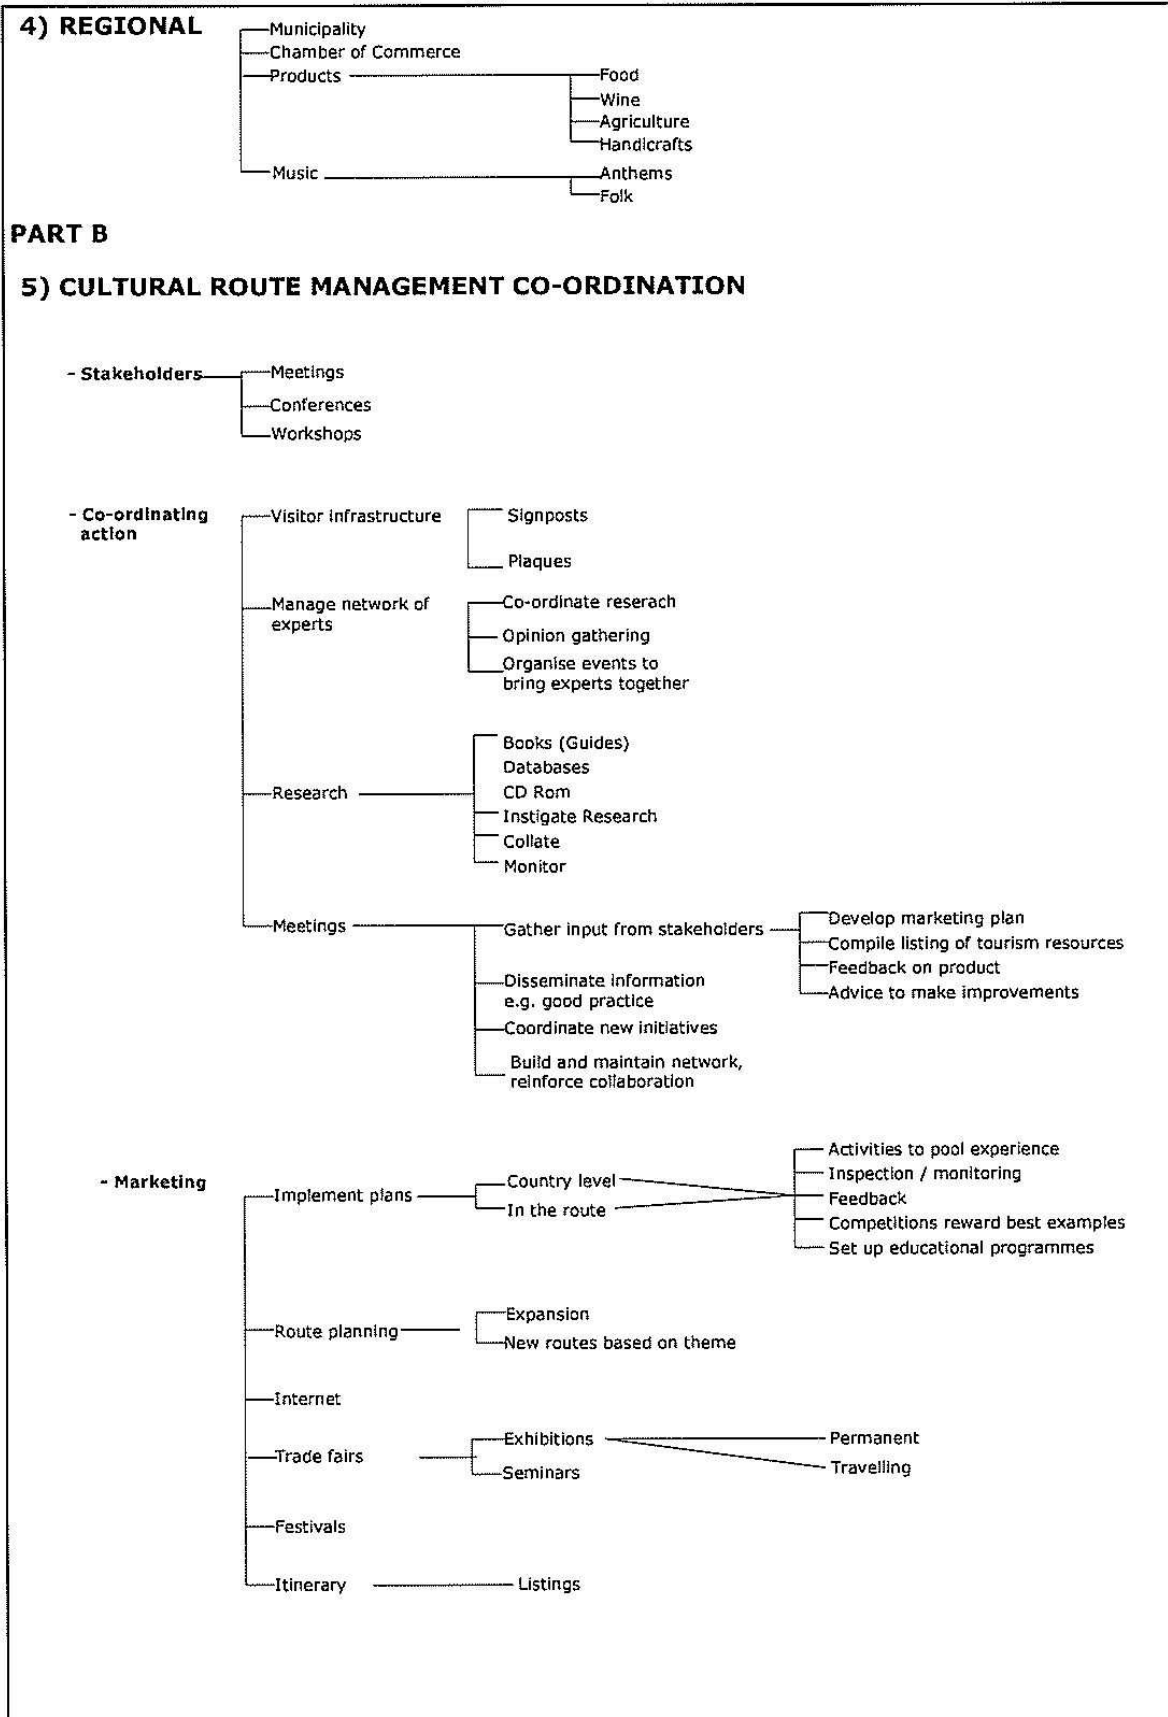 4) REGIONAL
Municipality
Chamber of Commerce
Products
Food
Wine
Agriculture
Handicrafts
Music
Anthems
Folk
PART B
5) CULTURAL ROUTE MANAGEMENT CO-ORDINATION
- Stakeholders
Meetings
Conferences
Workshops
- Co-ordinating
action
Visitor infrastructure
Signposts
Plaques
Manage network of
experts
Co-ordinate reserach
Opinion gathering
Organise events to
bring experts together
Research
Books (Guides)
Databases
CD Rom
Instigate Research
Collate
Monitor
Meetings
Gather input from stakeholders
Develop marketing plan
Compile listing of tourism resources
Feedback on product
Advice to make improvements
Disseminate information
e.g. good practice
Coordinate new initiatives
Build and maintain network,
reinforce collaboration
- Marketing
Implement plans
Country level
In the route
Activities to pool experience
Inspection / monitoring
Feedback
Competitions reward best examples
Set up educational programmes
Route planning
Expansion
New routes based on theme
Internet
Trade fairs
Exhibitions
Seminars
Permanent
Travelling
Festivals
Itinerary
Listings